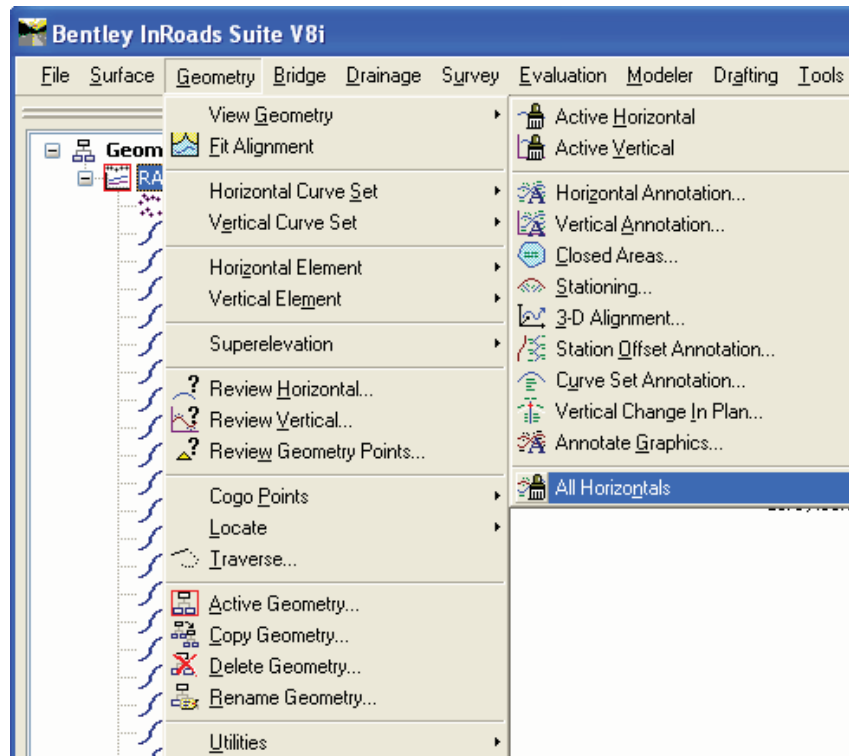 Bentley InRoads Suite V8i
File Surface Geometry Bridge Drainage Survey Evaluation Modeler Drafting Tools
Geom
RA
View Geometry
Fit Alignment
Horizontal Curve Set
Vertical Curve Set
Horizontal Element
Vertical Element
Superelevation
Review Horizontal...
Review Vertical...
Review Geometry Points...
Cogo Points
Locate
Traverse...
Active Geometry...
Copy Geometry...
Delete Geometry...
Rename Geometry...
Utilities
Active Horizontal
Active Vertical
Horizontal Annotation...
Vertical Annotation...
Closed Areas...
Stationing...
3-D Alignment...
Station Offset Annotation...
Curve Set Annotation...
Vertical Change In Plan...
Annotate Graphics...
All Horizontals